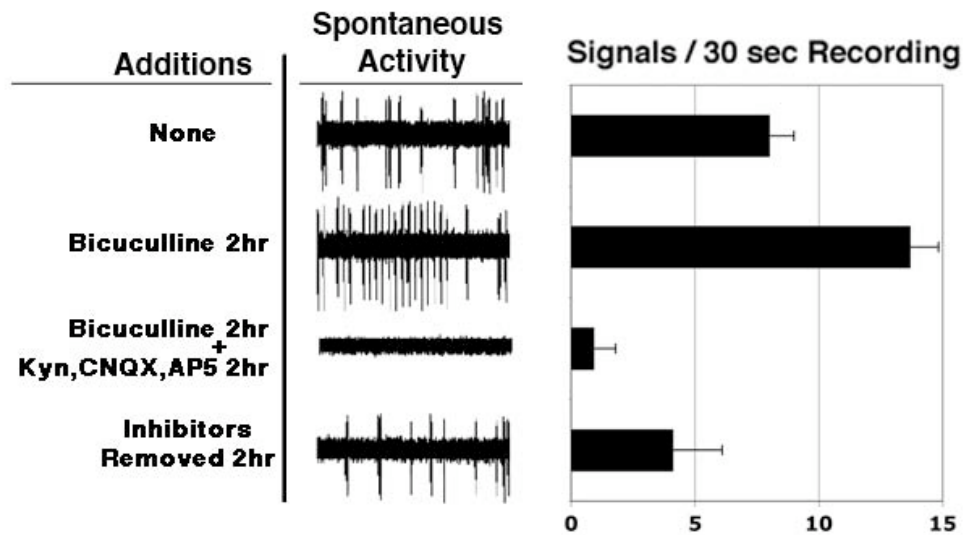 Additions
Spontaneous
Activity
Signals / 30 sec Recording
None
Bicuculline 2hr
Bicuculline 2hr
+
Kyn,CNQX,AP5 2hr
Inhibitors
Removed 2hr
0 5 10 15